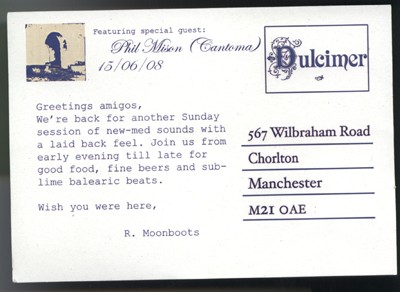 Featuring special guest:
Phil Mison (Cantoma)
15/06/08
Dulcimer
Greetings amigos,
We're back for another Sunday
session of new-med sounds with
a laid back feel. Join us from
early evening till late for
good food, fine beers and sub-
lime balearic beats.
Wish you were here,
R. Moonboots
567 Wilbraham Road
Chorlton
Manchester
M21 OAE